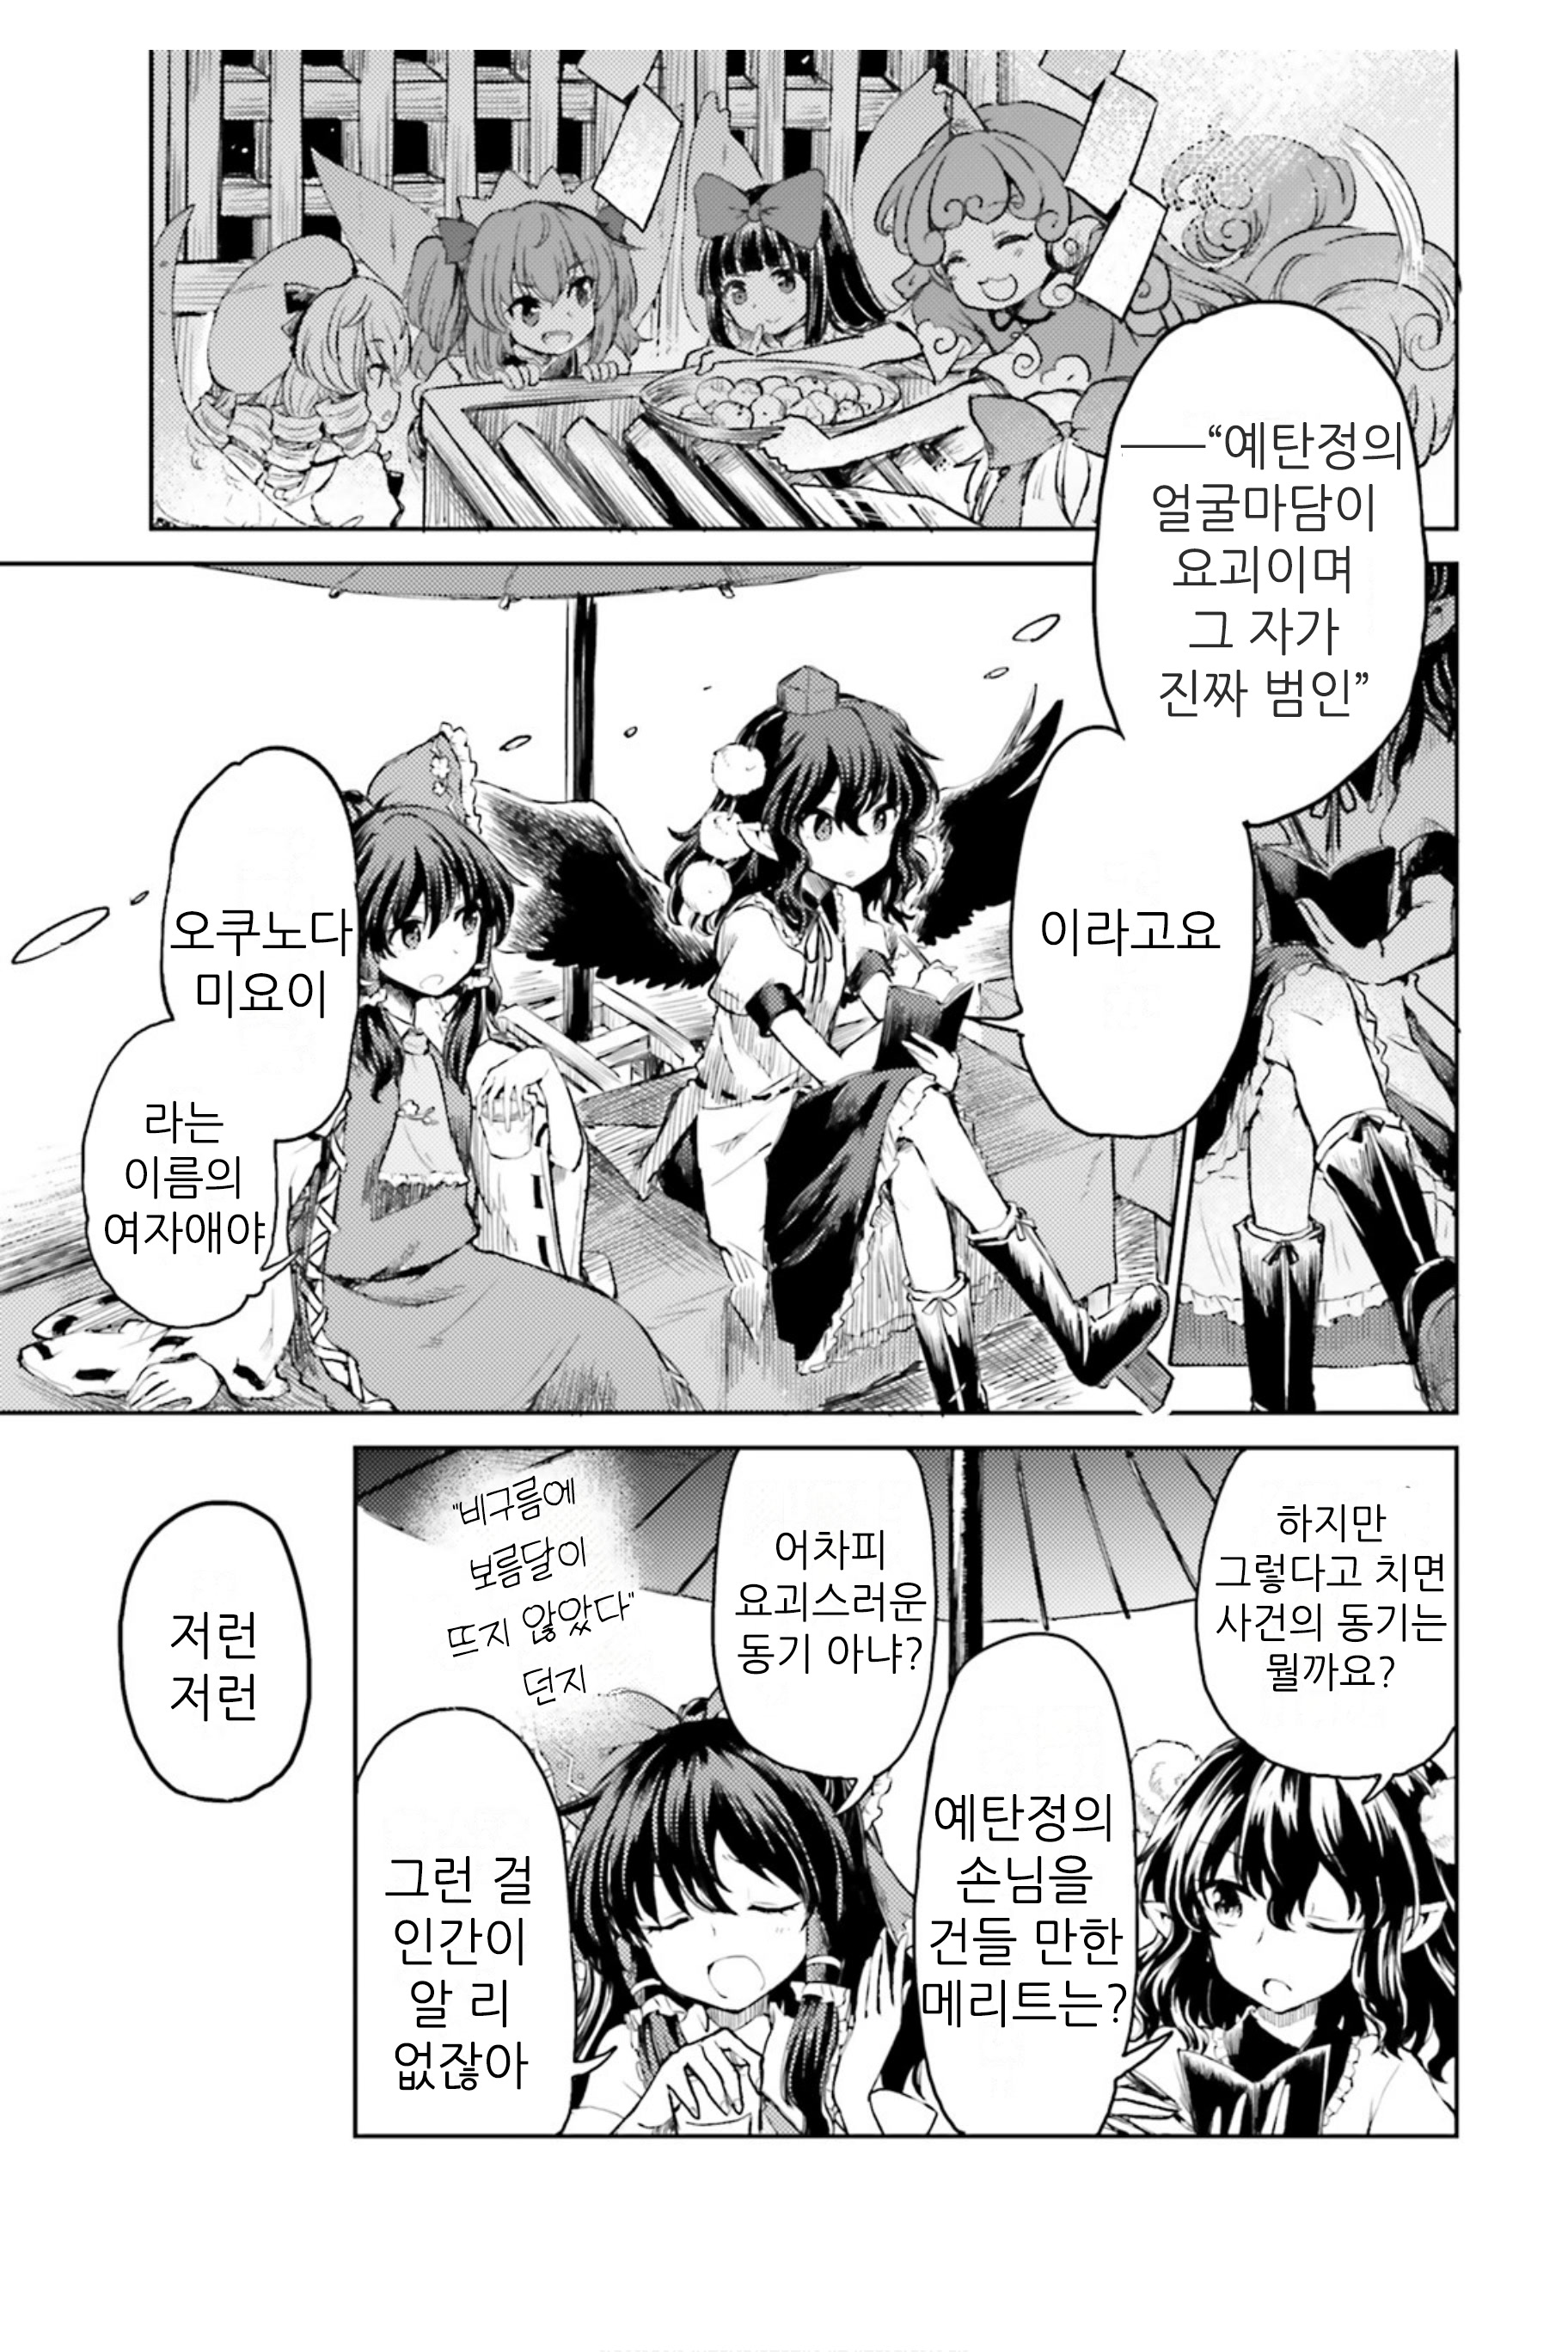 ——“예탄정의
얼굴마담이
요괴이며
그 자가
진짜 범인”
이라고요
오쿠노다
미요이
라는
이름의
여자애야
하지만
그렇다고 치면
사건의 동기는
뭘까요?
예탄정의
손님을
건들 만한
메리트는?
어차피
요괴스러운
동기 아냐?
"비구름에
보름달이
뜨지 않았다"
던지
그런 걸
인간이
알 리
없잖아
저런
저런